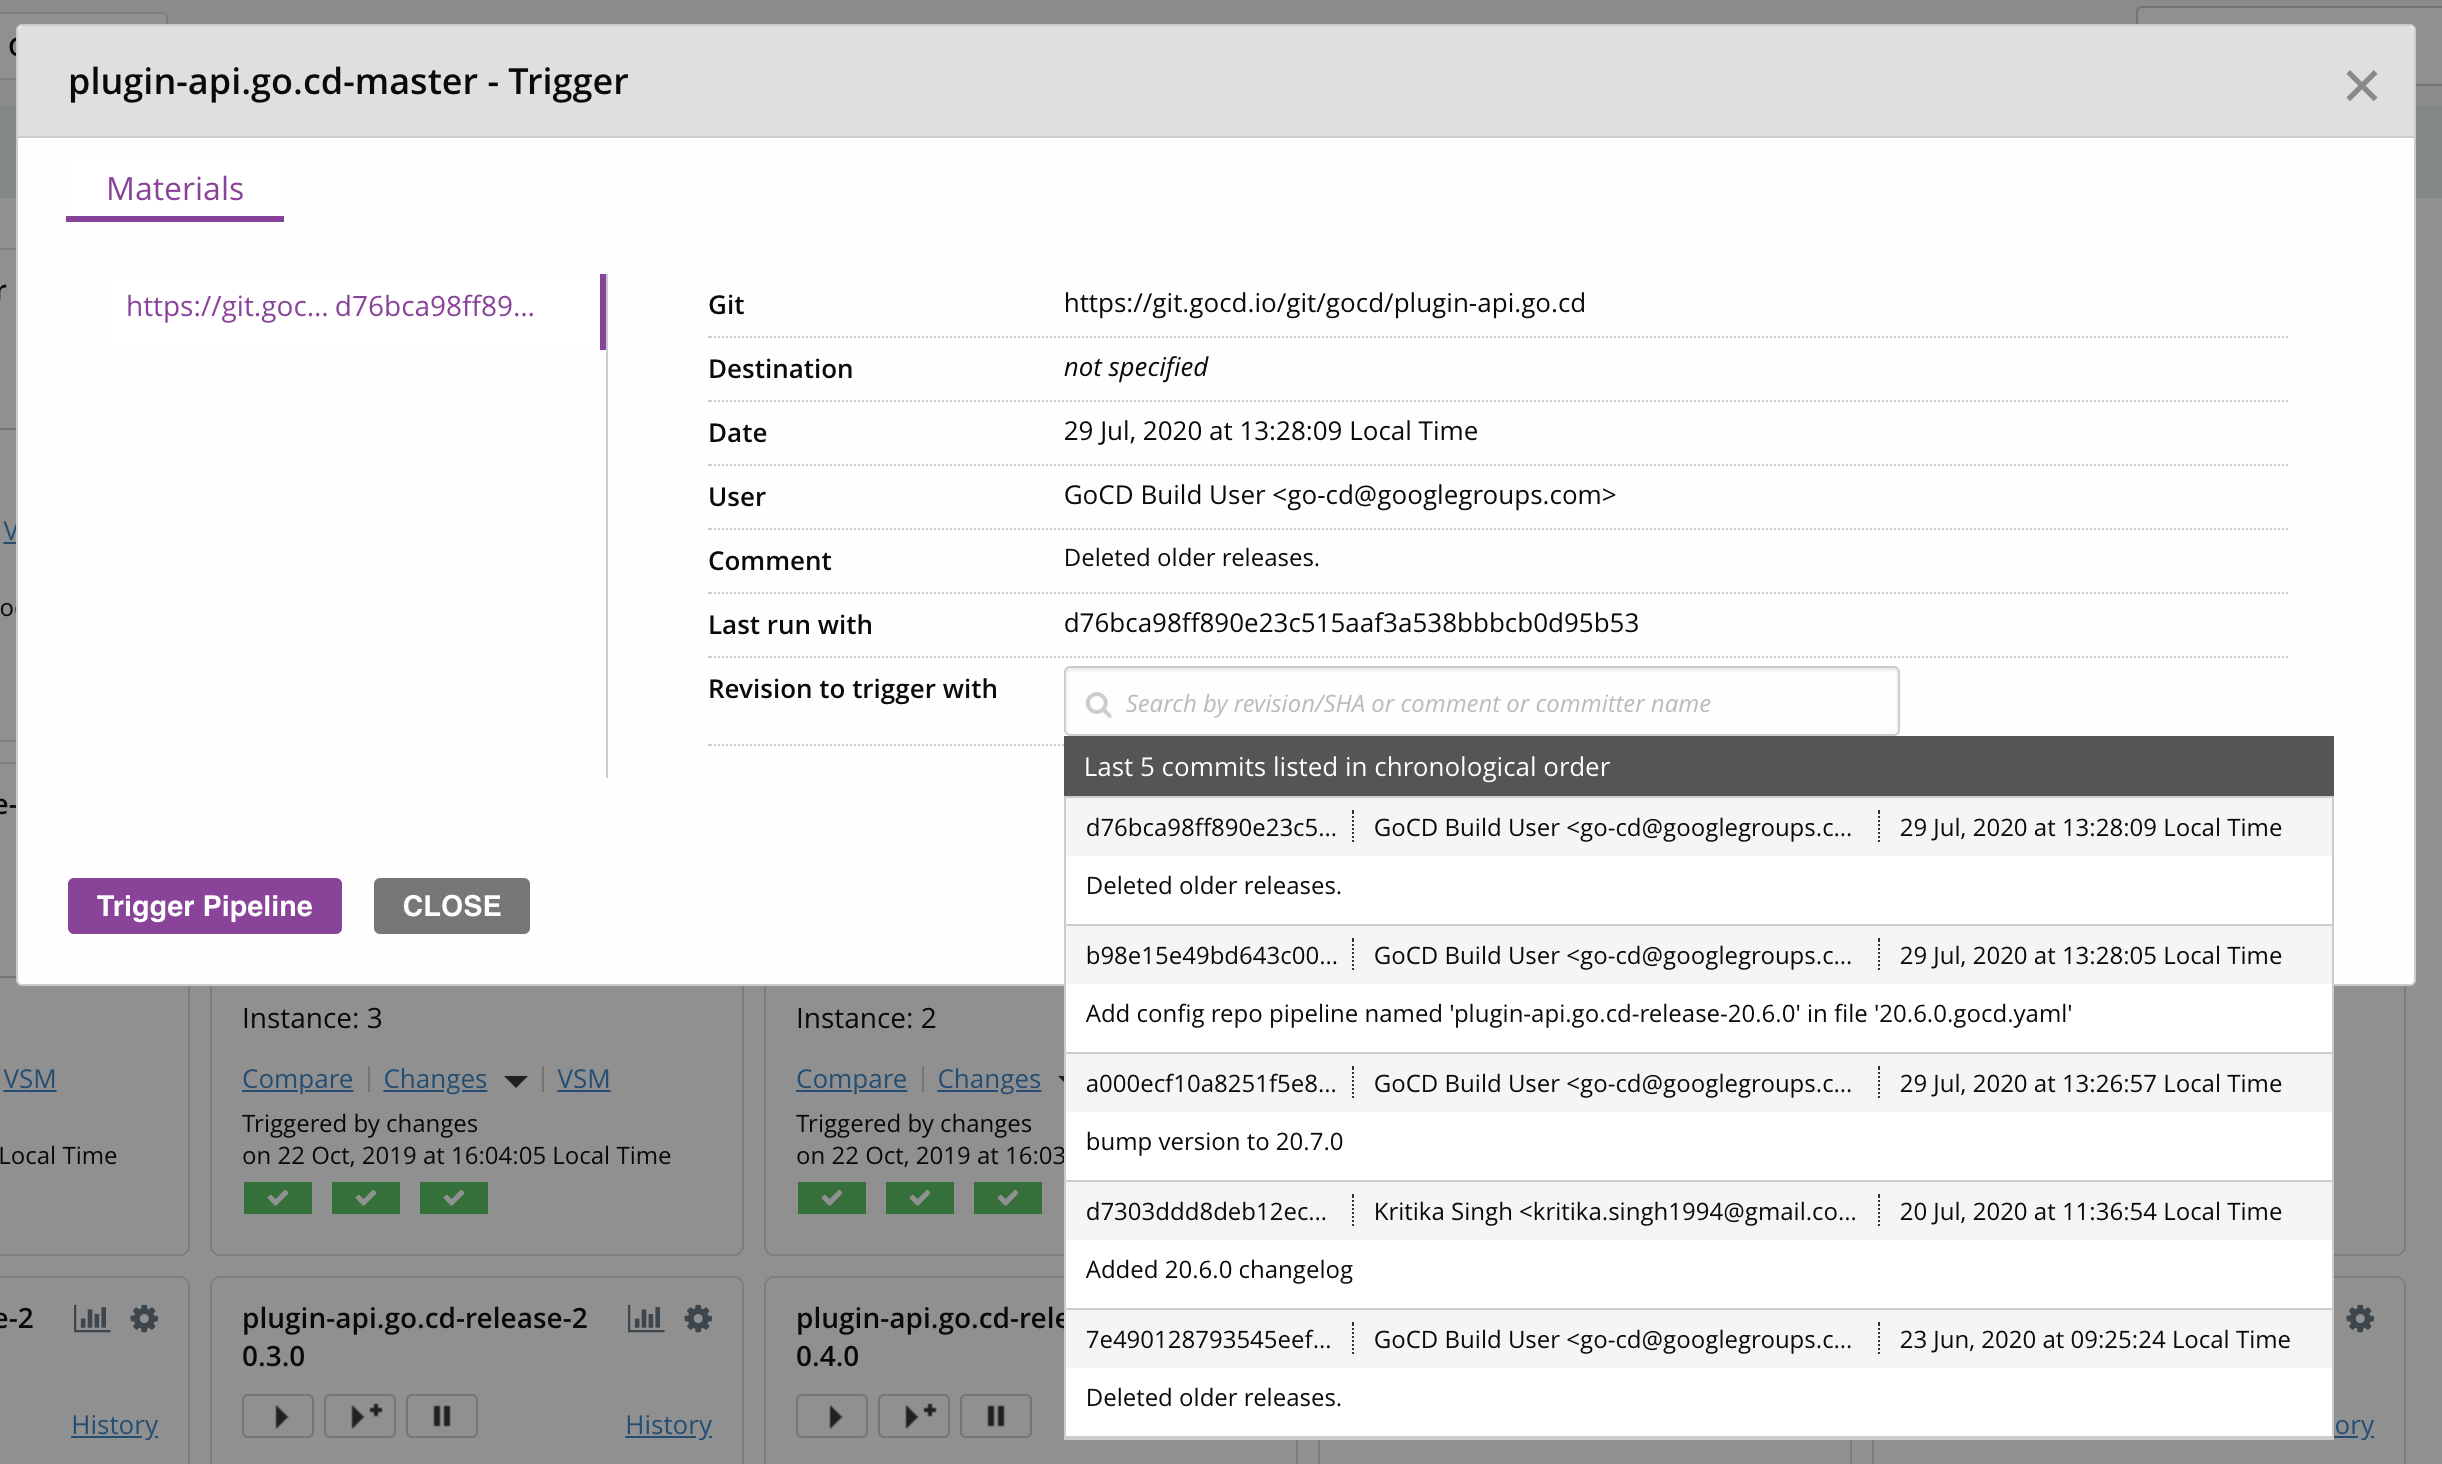 plugin-api.go.cd-master - Trigger
Materials
https://git.goc... d76bca98ff89...
Git https://git.gocd.io/git/gocd/plugin-api.go.cd
Destination not specified
Date 29 Jul, 2020 at 13:28:09 Local Time
User GoCD Build User <go-cd@googlegroups.com>
Comment Deleted older releases.
Last run with d76bca98ff890e23c515aaf3a538bbbcb0d95b53
Revision to trigger with Search by revision/SHA or comment or committer name
Last 5 commits listed in chronological order
d76bca98ff890e23c5... GoCD Build User <go-cd@googlegroups.c... 29 Jul, 2020 at 13:28:09 Local Time
Deleted older releases.
b98e15e49bd643c00... GoCD Build User <go-cd@googlegroups.c... 29 Jul, 2020 at 13:28:05 Local Time
Add config repo pipeline named 'plugin-api.go.cd-release-20.6.0' in file '20.6.0.gocd.yaml'
a000ecf10a8251f5e8... GoCD Build User <go-cd@googlegroups.c... 29 Jul, 2020 at 13:26:57 Local Time
bump version to 20.7.0
d7303ddd8deb12ec... Kritika Singh <kritika.singh1994@gmail.co... 20 Jul, 2020 at 11:36:54 Local Time
Added 20.6.0 changelog
7e490128793545eef... GoCD Build User <go-cd@googlegroups.c... 23 Jun, 2020 at 09:25:24 Local Time
Deleted older releases.
Trigger Pipeline CLOSE
VSM
Local Time
Instance: 3
Compare Changes VSM
Triggered by changes
on 22 Oct, 2019 at 16:04:05 Local Time
Instance: 2
Compare Changes
Triggered by changes
on 22 Oct, 2019 at 16:03
e-2
History
plugin-api.go.cd-release-2
0.3.0
History
plugin-api.go.cd-rele
0.4.0
ory